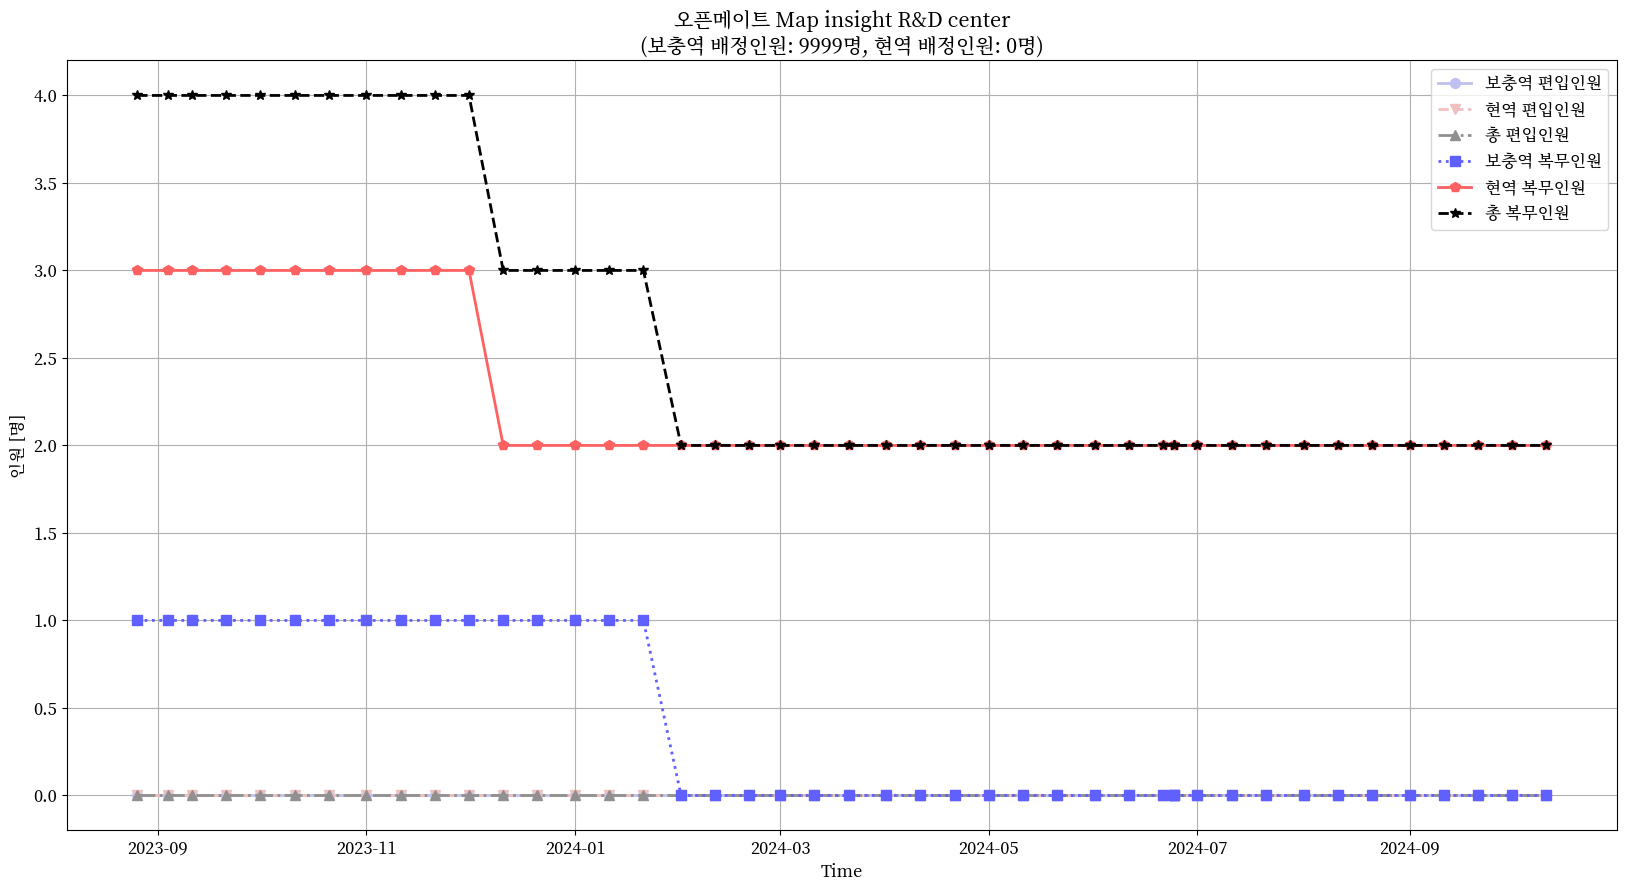 오픈메이트 Map insight R&D center
(보충역 배정인원: 9999명, 현역 배정인원: 0명)
보충역 편입인원
현역 편입인원
총 편입인원
보충역 복무인원
현역 복무인원
총 복무인원
인원 [명]
4.0
3.5
3.0
2.5
2.0
1.5
1.0
0.5
0.0
2023-09
2023-11
2024-01
2024-03
2024-05
2024-07
2024-09
Time